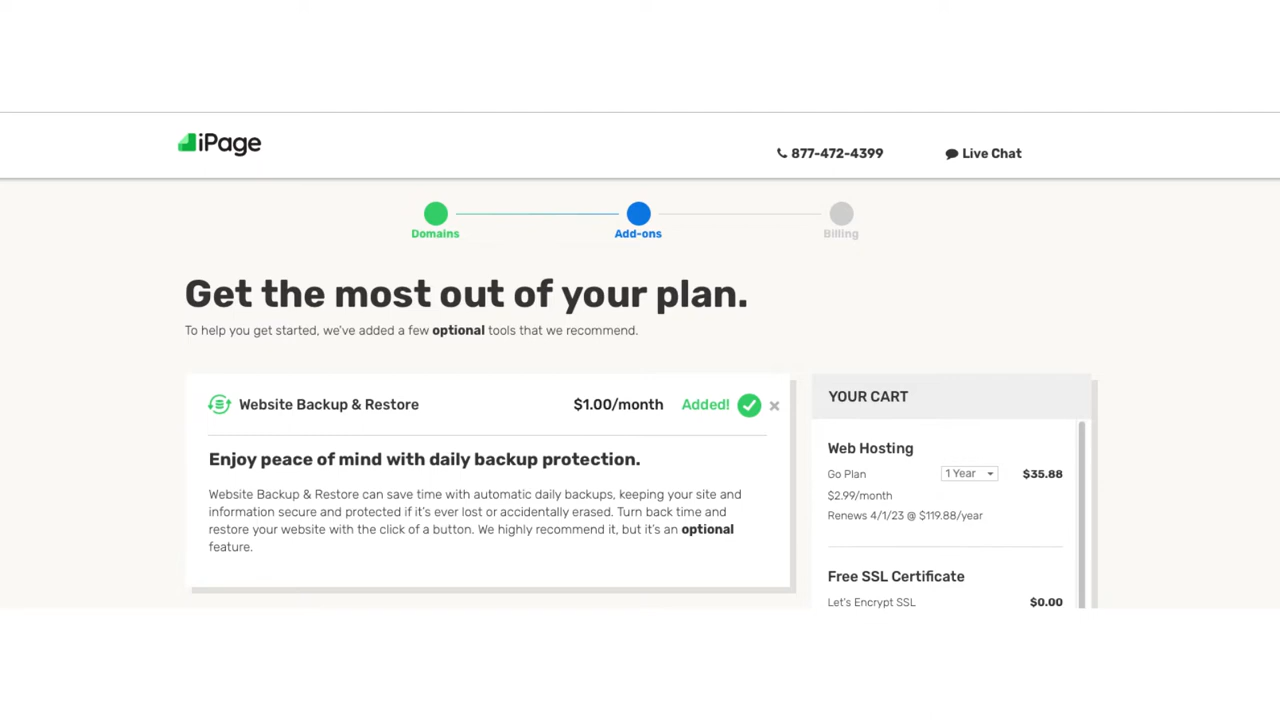 iPage
877-472-4399
Live Chat
Domains
Add-ons
Billing
Get the most out of your plan.
To help you get started, we've added a few optional tools that we recommend.
Website Backup & Restore $1.00/month Added!
Enjoy peace of mind with daily backup protection.
Website Backup & Restore can save time with automatic daily backups, keeping your site and
information secure and protected if it's ever lost or accidentally erased. Turn back time and
restore your website with the click of a button. We highly recommend it, but it's an optional
feature.
YOUR CART
Web Hosting
Go Plan 1 Year $35.88
$2.99/month
Renews 4/1/23 @ $119.88/year
Free SSL Certificate
Let's Encrypt SSL $0.00